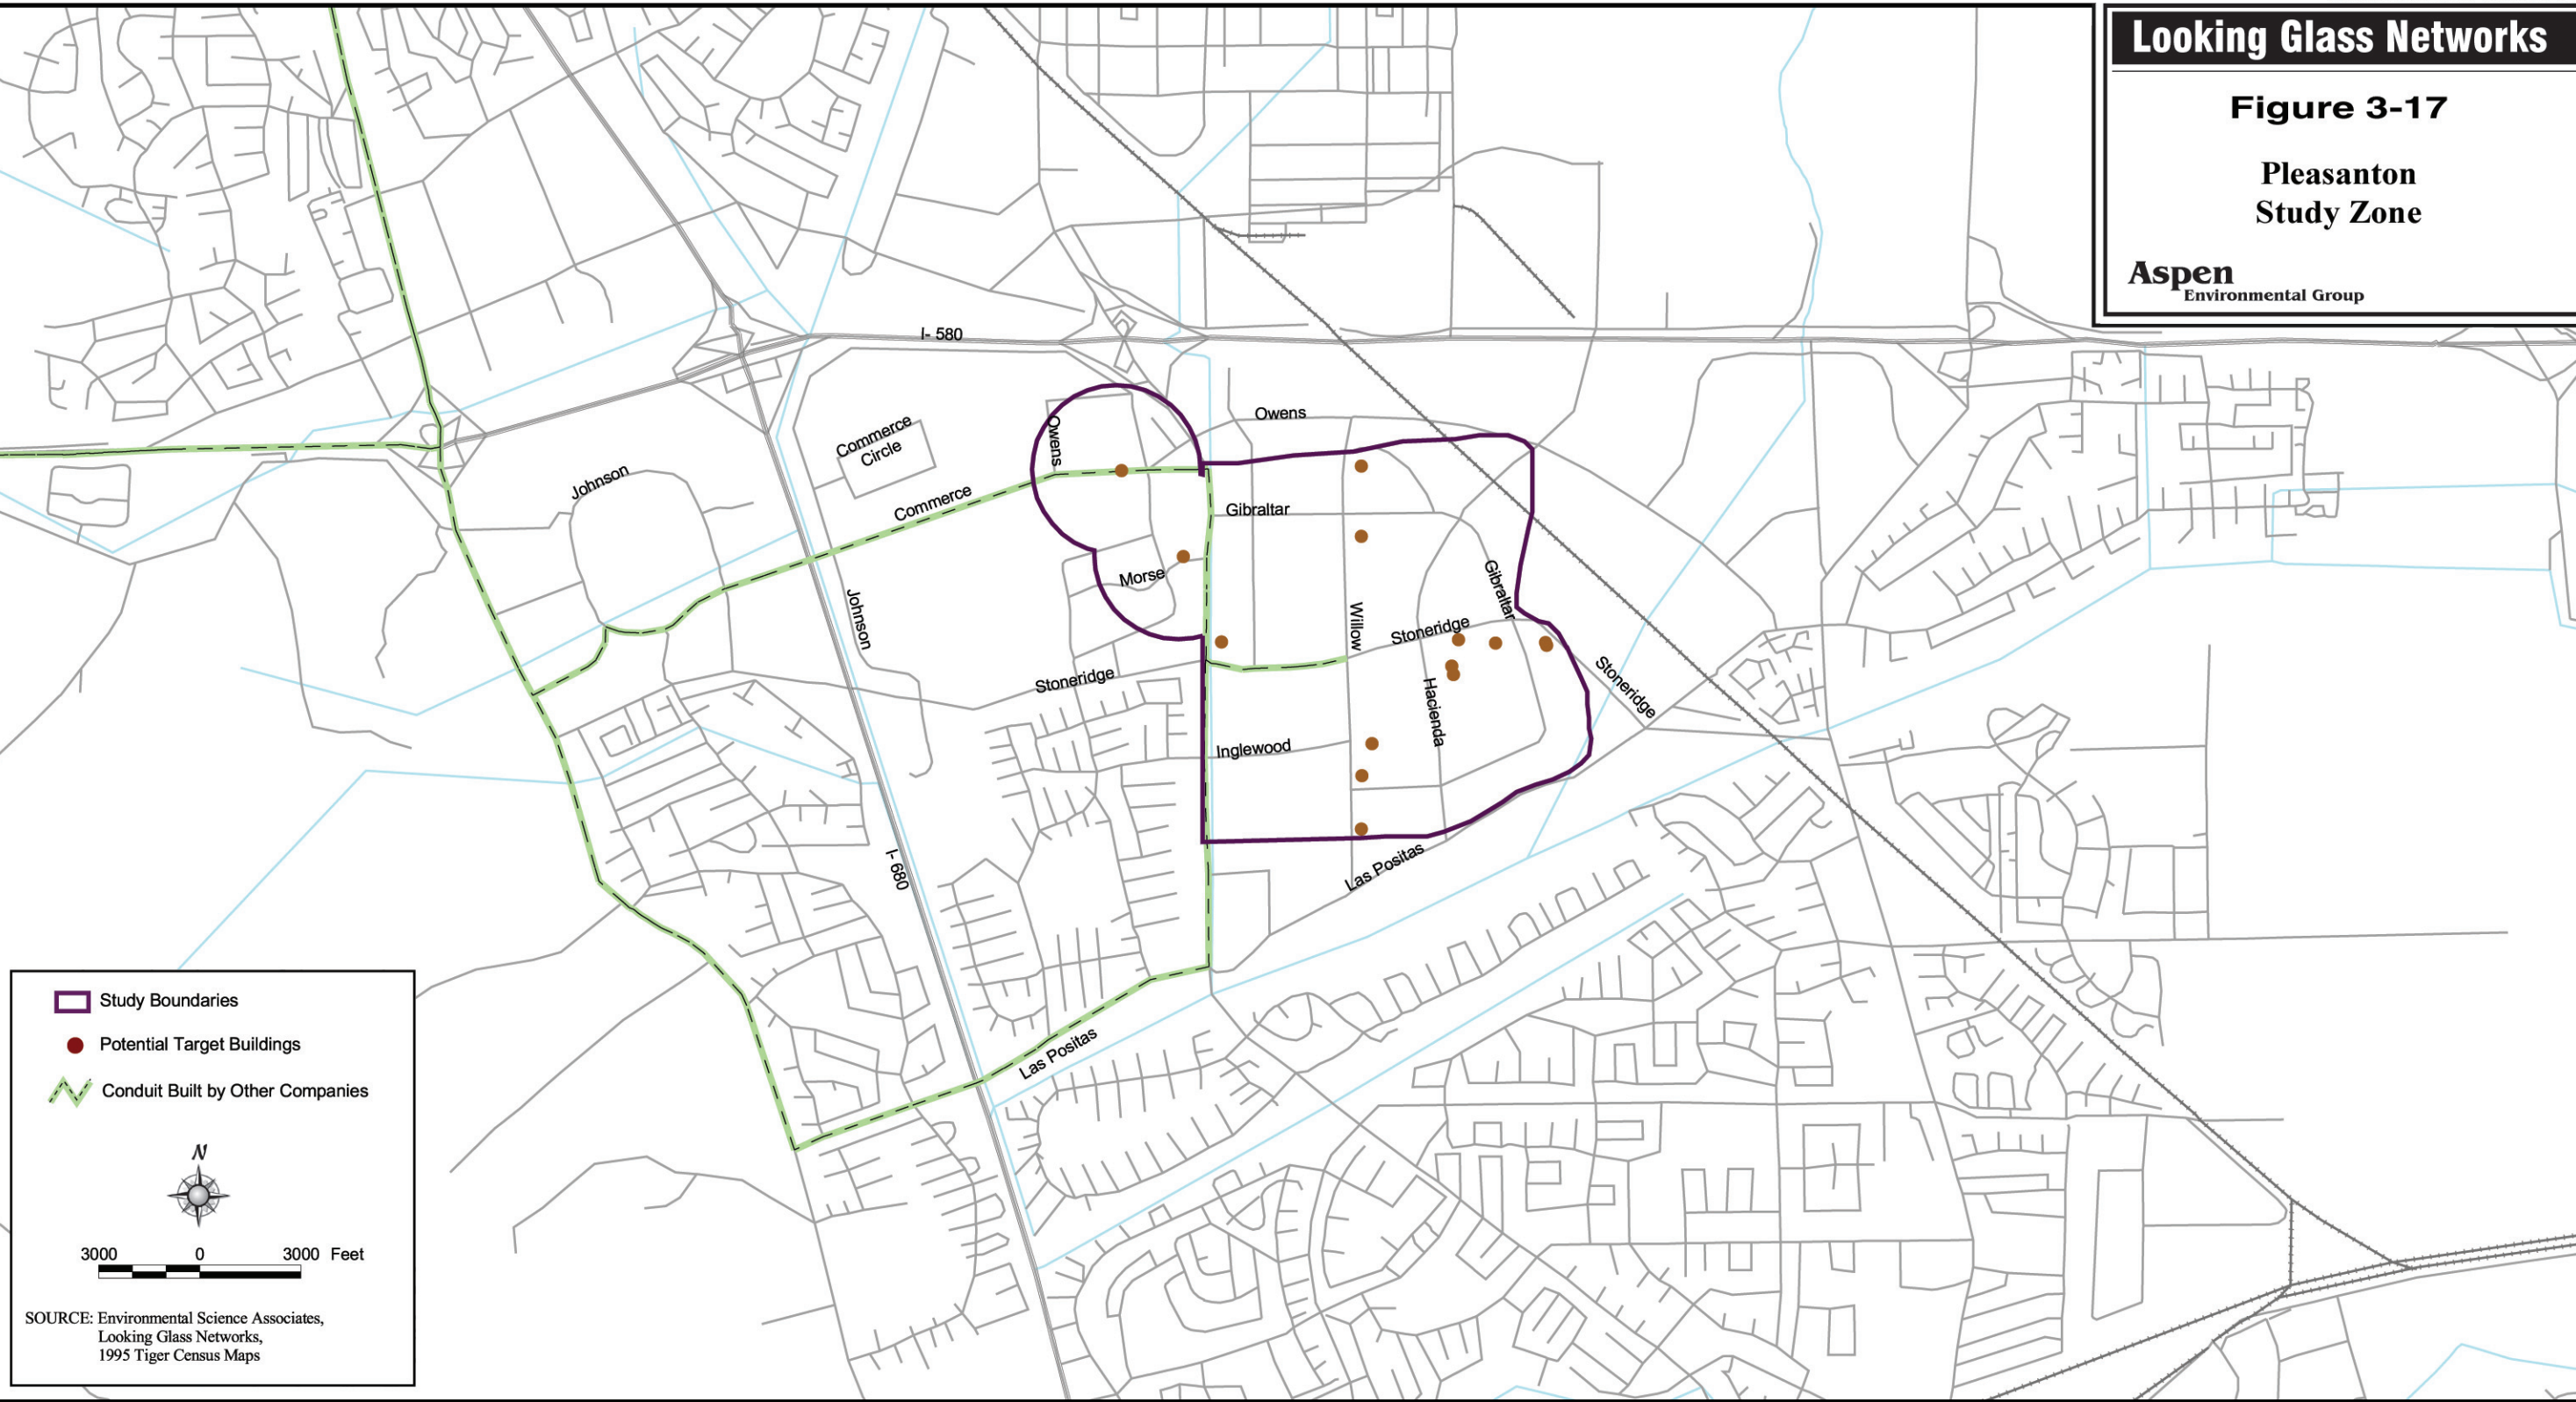 Looking Glass Networks
Figure 3-17
Pleasanton
Study Zone
Aspen
Environmental Group
I- 580
Owens
Owens
Commerce
Circle
Johnson
Commerce
Gibraltar
Morse
Gibraltar
Johnson
Willow
Stoneridge
Stoneridge
Stoneridge
Hacienda
Inglewood
I- 680
Las Positas
Las Positas
Study Boundaries
Potential Target Buildings
Conduit Built by Other Companies
N
3000 0 3000 Feet
SOURCE: Environmental Science Associates,
Looking Glass Networks,
1995 Tiger Census Maps